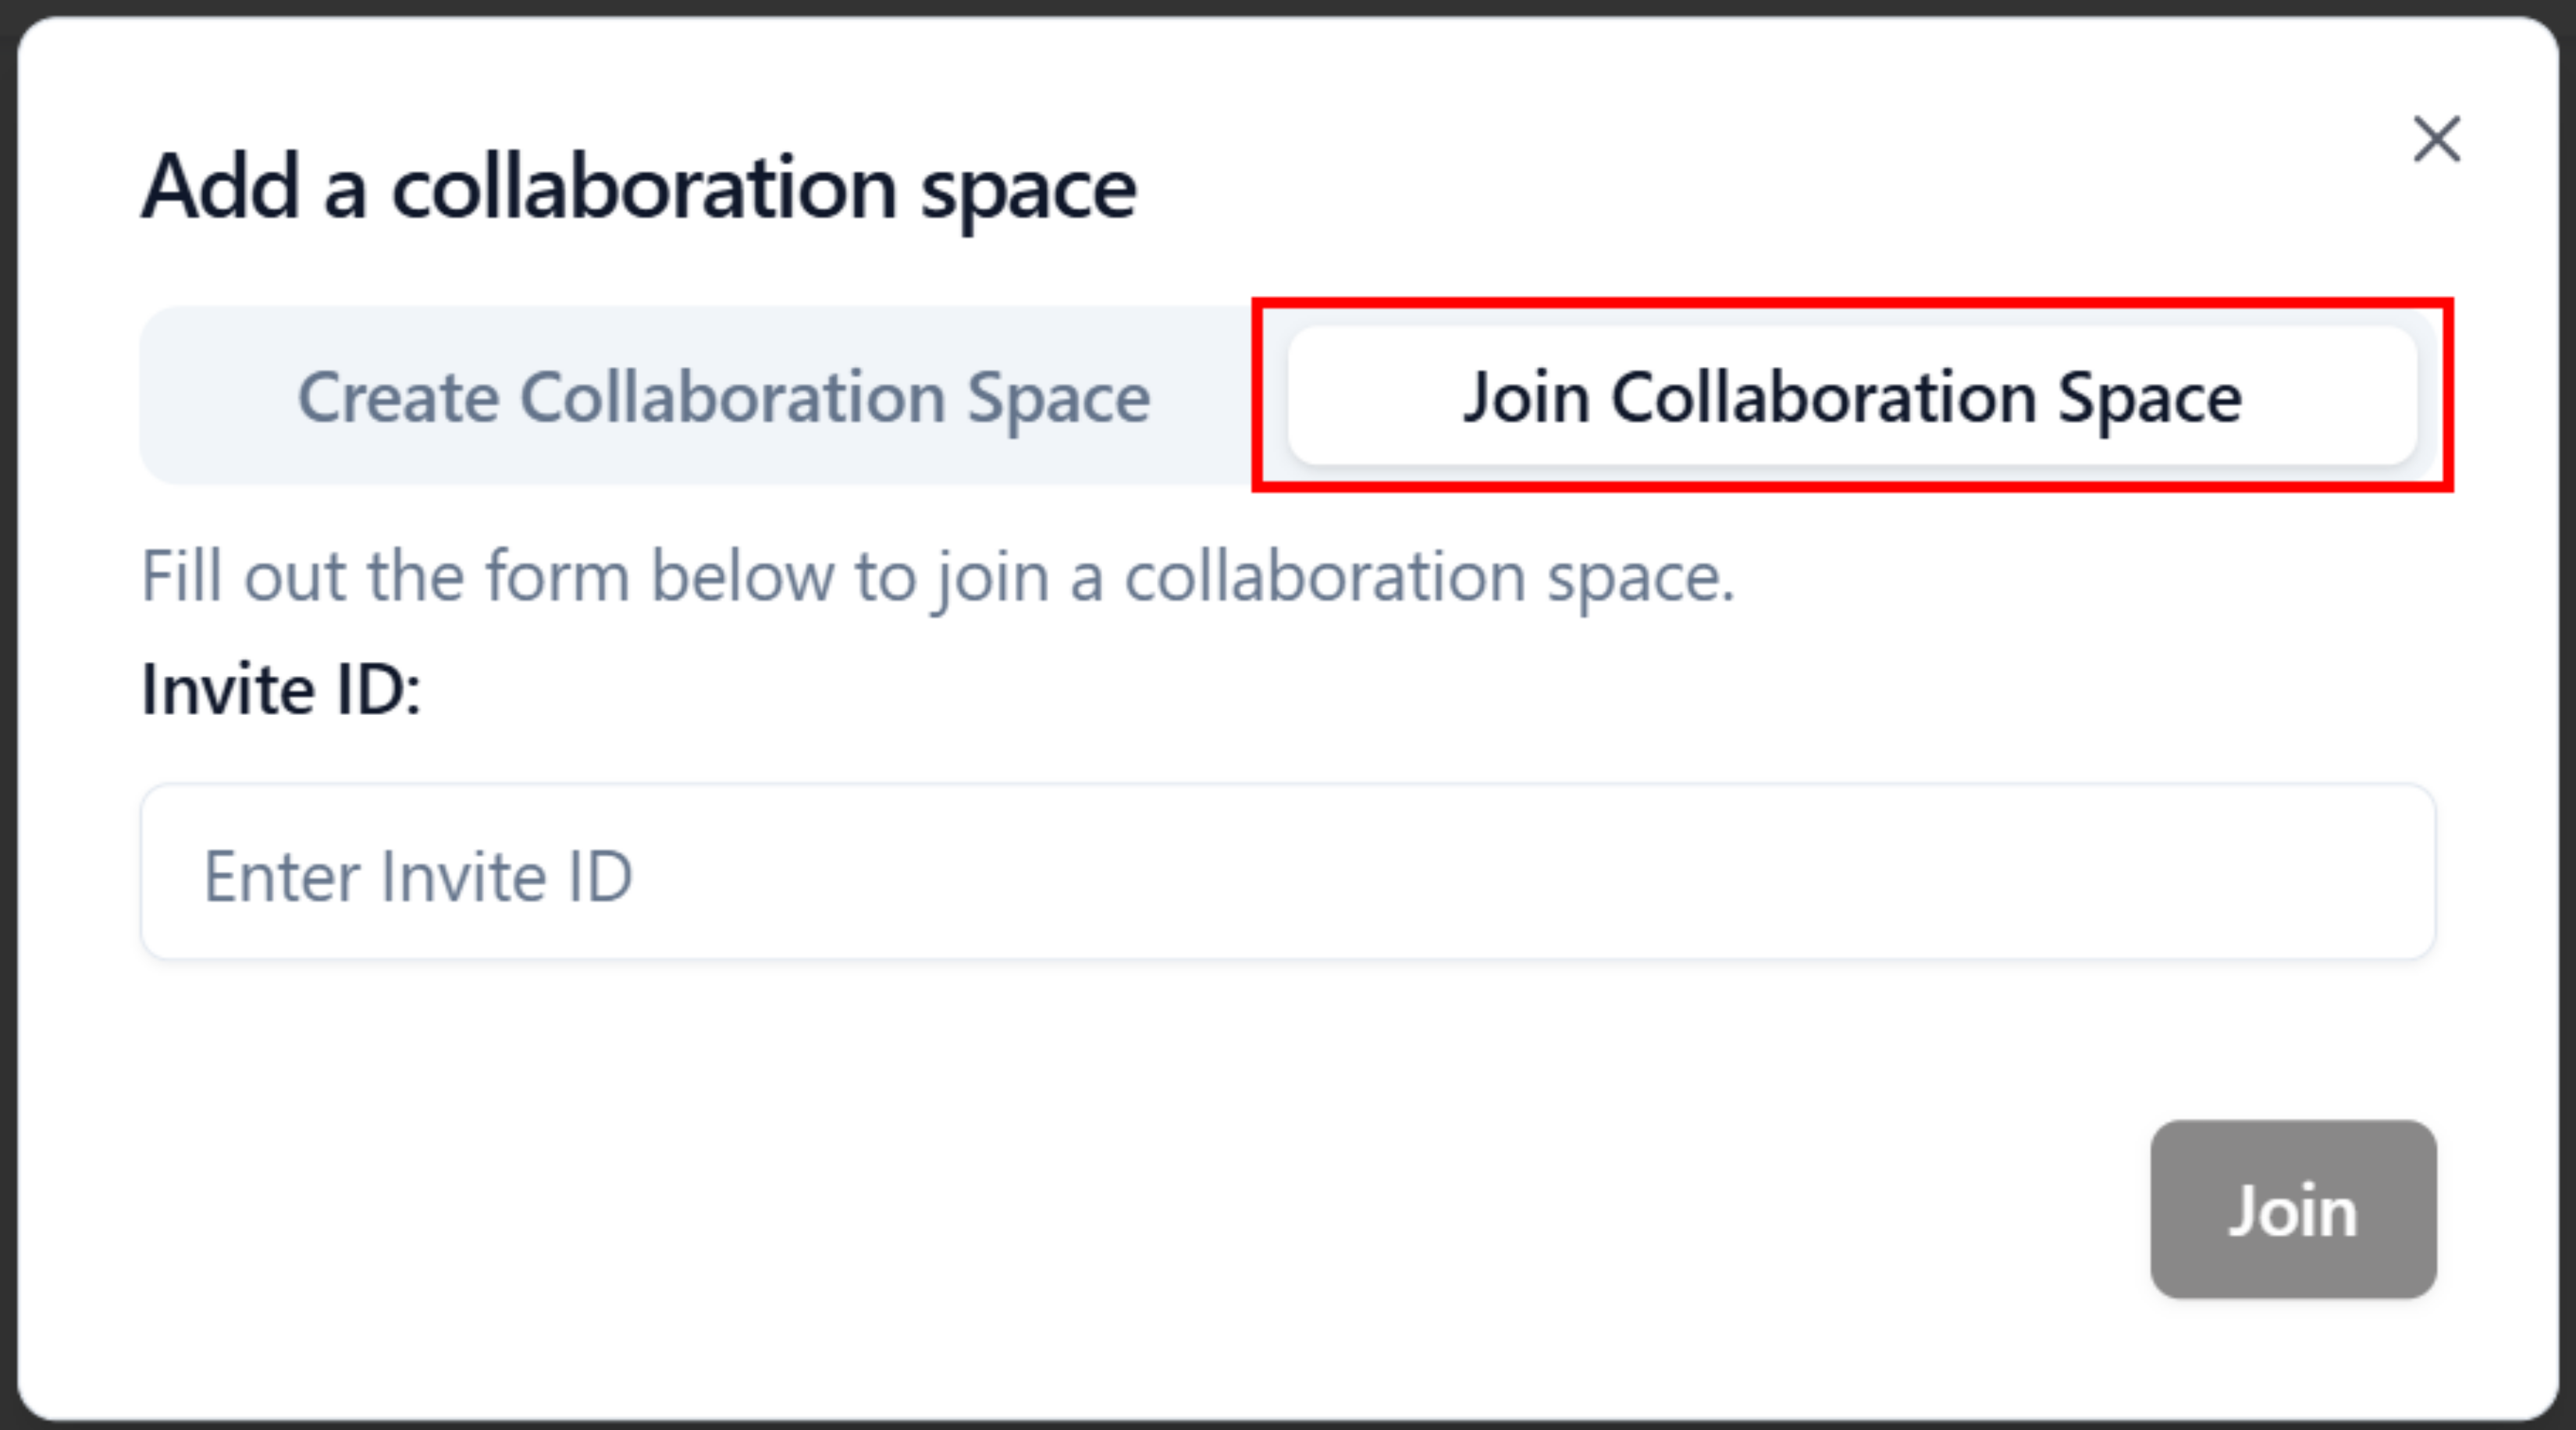 Add a collaboration space
Create Collaboration Space
Join Collaboration Space
Fill out the form below to join a collaboration space.
Invite ID:
Enter Invite ID
Join